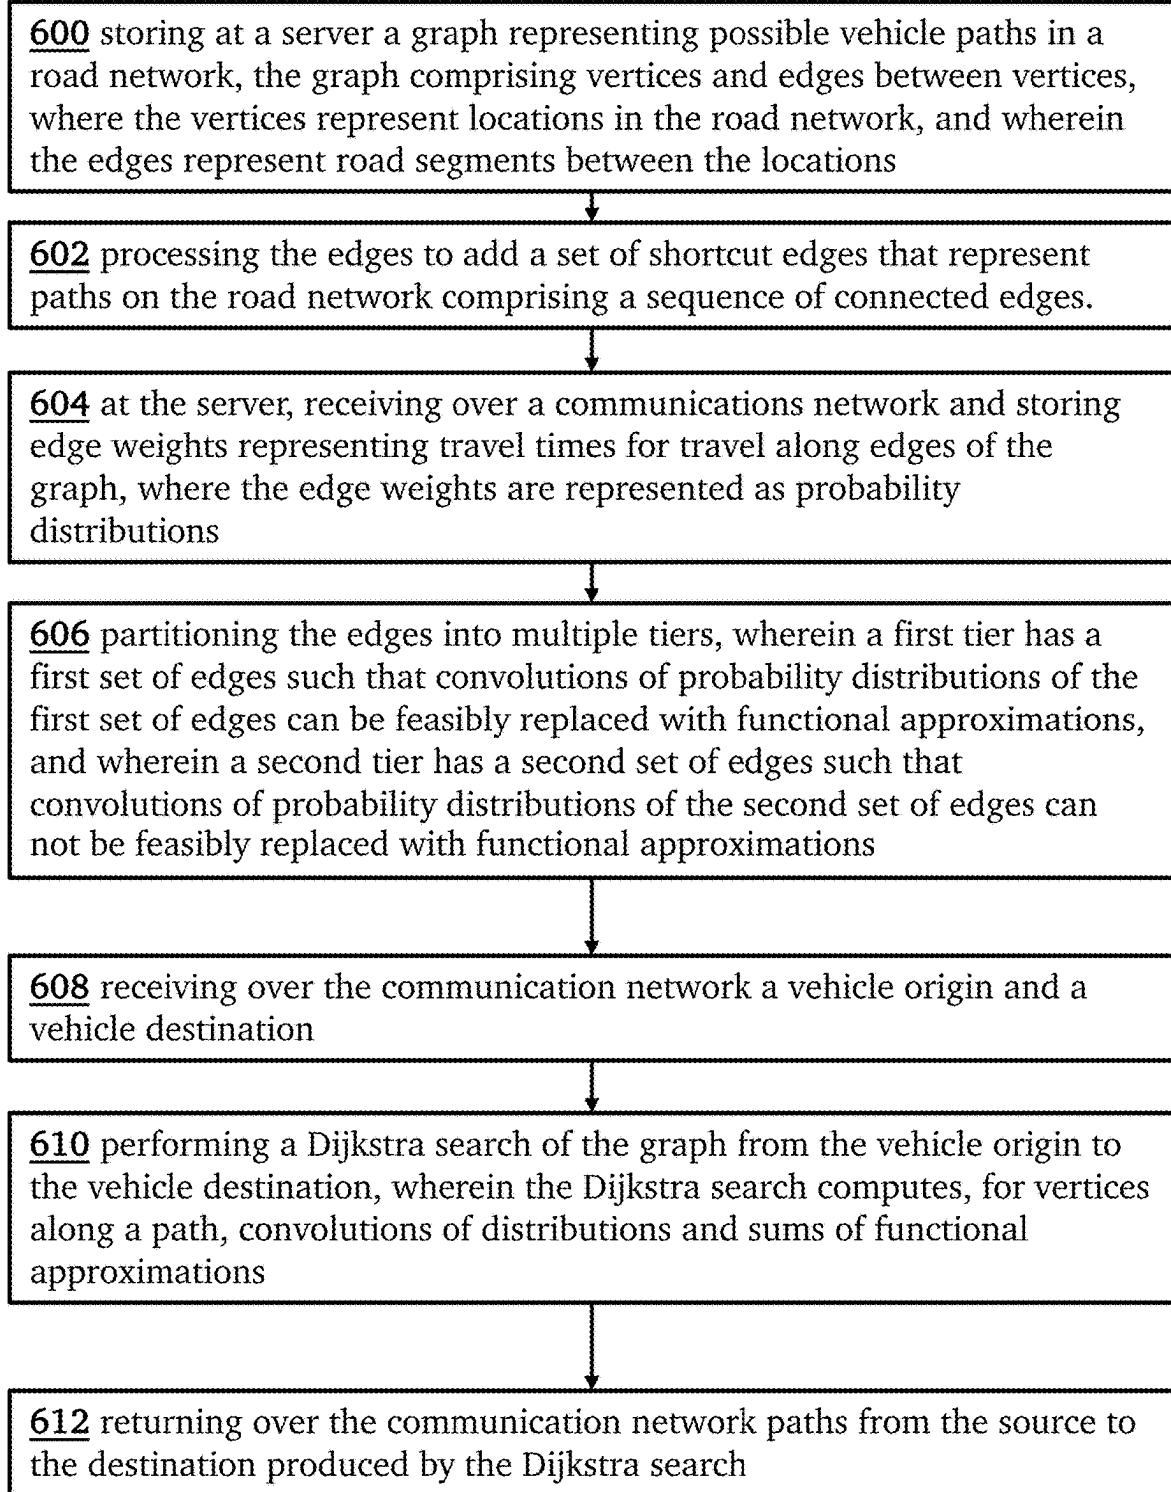 600 storing at a server a graph representing possible vehicle paths in a
road network, the graph comprising vertices and edges between vertices,
where the vertices represent locations in the road network, and wherein
the edges represent road segments between the locations
602 processing the edges to add a set of shortcut edges that represent
paths on the road network comprising a sequence of connected edges.
604 at the server, receiving over a communications network and storing
edge weights representing travel times for travel along edges of the
graph, where the edge weights are represented as probability
distributions
606 partitioning the edges into multiple tiers, wherein a first tier has a
first set of edges such that convolutions of probability distributions of the
first set of edges can be feasibly replaced with functional approximations,
and wherein a second tier has a second set of edges such that
convolutions of probability distributions of the second set of edges can
not be feasibly replaced with functional approximations
608 receiving over the communication network a vehicle origin and a
vehicle destination
610 performing a Dijkstra search of the graph from the vehicle origin to
the vehicle destination, wherein the Dijkstra search computes, for vertices
along a path, convolutions of distributions and sums of functional
approximations
612 returning over the communication network paths from the source to
the destination produced by the Dijkstra search